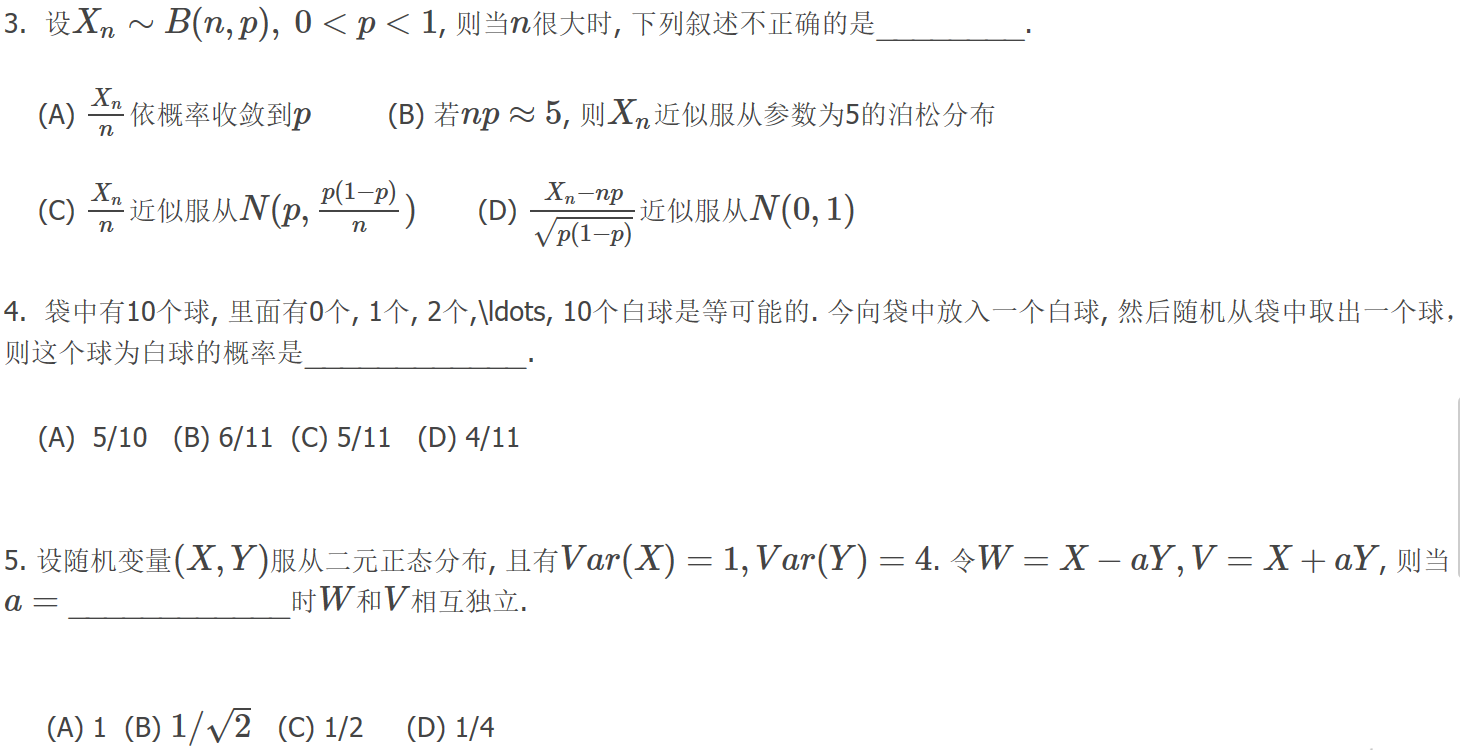 3. 设$X_n \sim B(n,p),\ 0<p<1$, 则当$n$很大时, 下列叙述不正确的是________.
(A) $\frac{X_n}{n}$依概率收敛到$p$ (B) 若$np \approx 5$, 则$X_n$近似服从参数为5的泊松分布
(C) $\frac{X_n}{n}$近似服从$N(p, \frac{p(1-p)}{n})$ (D) $\frac{X_n-np}{\sqrt{p(1-p)}}$近似服从$N(0,1)$
4. 袋中有10个球, 里面有0个, 1个, 2个,\ldots, 10个白球是等可能的. 今向袋中放入一个白球, 然后随机从袋中取出一个球,
则这个球为白球的概率是____________.
(A) 5/10 (B) 6/11 (C) 5/11 (D) 4/11
5. 设随机变量$(X,Y)$服从二元正态分布, 且有$Var(X)=1, Var(Y)=4$. 令$W=X-aY, V=X+aY$, 则当
$a=$____________时$W$和$V$相互独立.
(A) 1 (B) $1/\sqrt{2}$ (C) 1/2 (D) 1/4